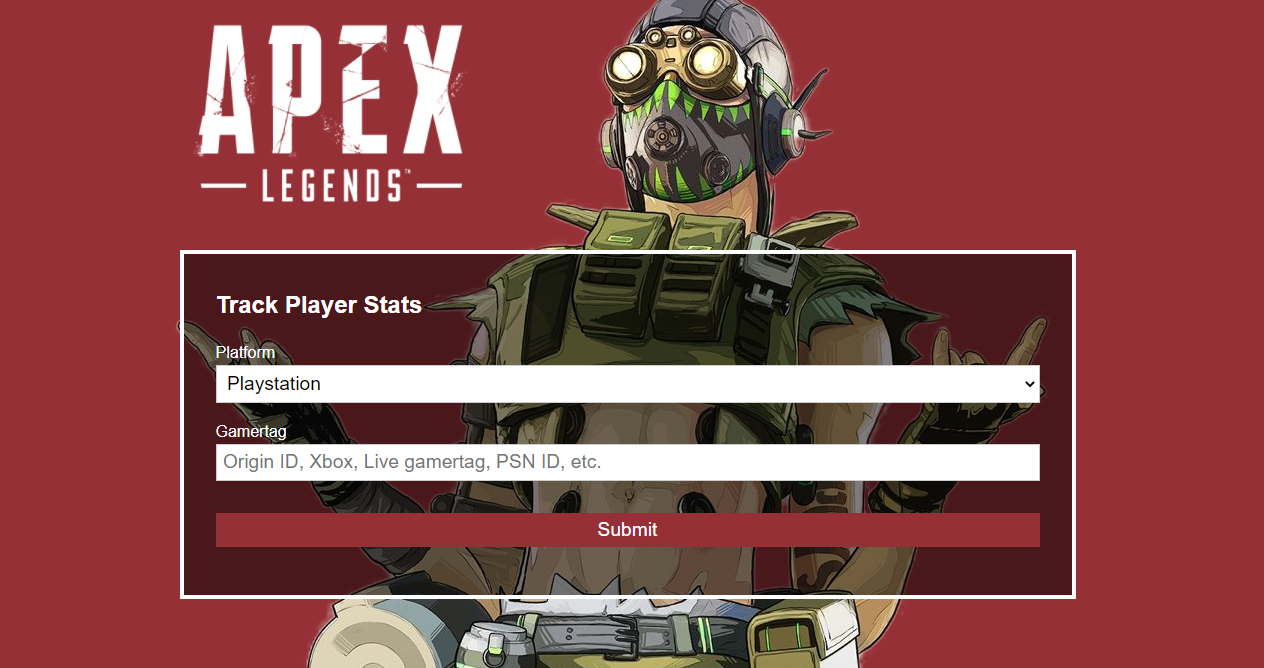 APEX
LEGENDS™
Track Player Stats
Platform
Playstation
Gamertag
Origin ID, Xbox, Live gamertag, PSN ID, etc.
Submit